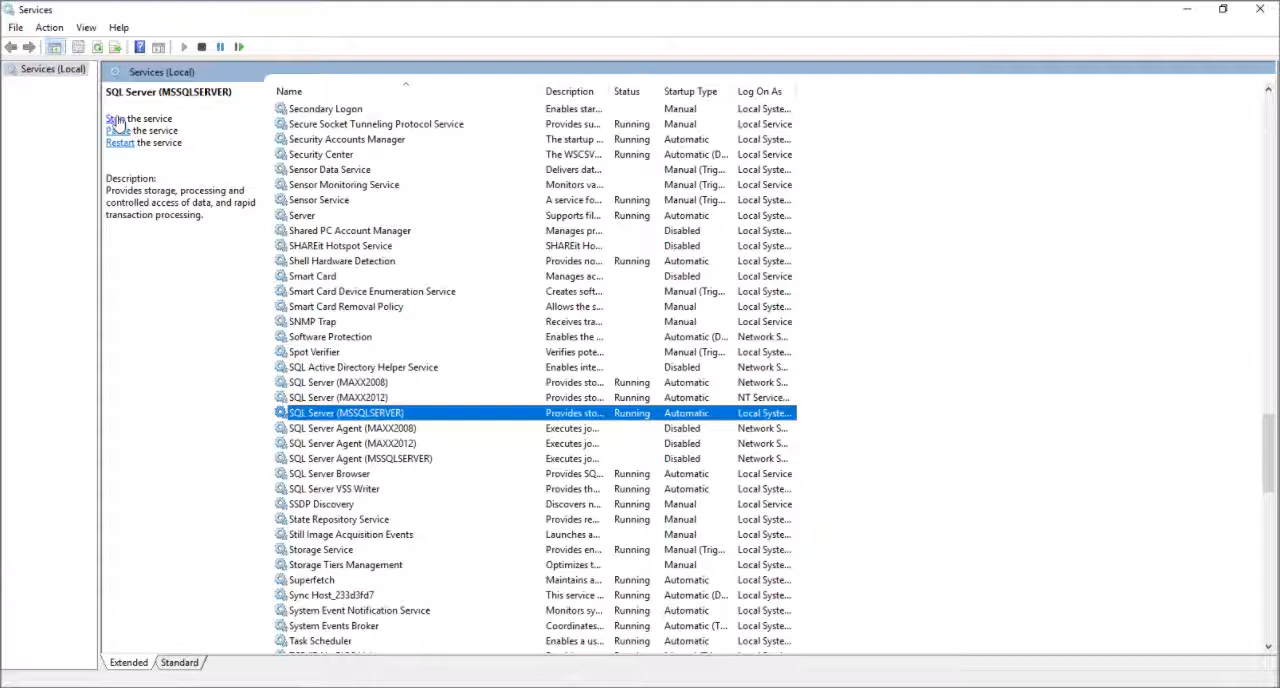 Services
File Action View Help
Services (Local)
Services (Local)
SQL Server (MSSQLSERVER)
Stop the service
Pause the service
Restart the service
Description:
Provides storage, processing and
controlled access of data, and rapid
transaction processing.
Name Description Status Startup Type Log On As
Secondary Logon Enables star... Manual Local Syste...
Secure Socket Tunneling Protocol Service Provides su... Running Manual Local Service
Security Accounts Manager The startup ... Running Automatic Local Syste...
Security Center The WSCSV... Running Automatic (D... Local Service
Sensor Data Service Delivers dat... Manual (Trig... Local Syste...
Sensor Monitoring Service Monitors va... Manual (Trig... Local Service
Sensor Service A service fo... Running Manual (Trig... Local Syste...
Server Supports fil... Running Automatic Local Syste...
Shared PC Account Manager Manages pr... Disabled Local Syste...
SHAREit Hotspot Service SHAREit Ho... Disabled Local Syste...
Shell Hardware Detection Provides no... Running Automatic Local Syste...
Smart Card Manages ac... Disabled Local Service
Smart Card Device Enumeration Service Creates soft... Manual (Trig... Local Syste...
Smart Card Removal Policy Allows the s... Manual Local Syste...
SNMP Trap Receives tra... Manual Local Service
Software Protection Enables the ... Automatic (D... Network S...
Spot Verifier Verifies pote... Manual (Trig... Local Syste...
SQL Active Directory Helper Service Enables inte... Disabled Network S...
SQL Server (MAXX2008) Provides sto... Running Automatic Network S...
SQL Server (MAXX2012) Provides sto... Running Automatic NT Service...
SQL Server (MSSQLSERVER) Provides sto... Running Automatic Local Syste...
SQL Server Agent (MAXX2008) Executes jo... Disabled Network S...
SQL Server Agent (MAXX2012) Executes jo... Disabled Network S...
SQL Server Agent (MSSQLSERVER) Executes jo... Disabled Network S...
SQL Server Browser Provides SQ... Running Automatic Local Service
SQL Server VSS Writer Provides th... Running Automatic Local Syste...
SSDP Discovery Discovers n... Running Manual Local Service
State Repository Service Provides re... Running Manual Local Syste...
Still Image Acquisition Events Launches a... Manual Local Syste...
Storage Service Provides en... Running Manual (Trig... Local Syste...
Storage Tiers Management Optimizes t... Manual Local Syste...
Superfetch Maintains a... Running Automatic Local Syste...
Sync Host_233d3fd7 This service ... Running Automatic (D... Local Syste...
System Event Notification Service Monitors sy... Running Automatic Local Syste...
System Events Broker Coordinates... Running Automatic (T... Local Syste...
Task Scheduler Enables a us... Running Automatic Local Syste...
Extended Standard